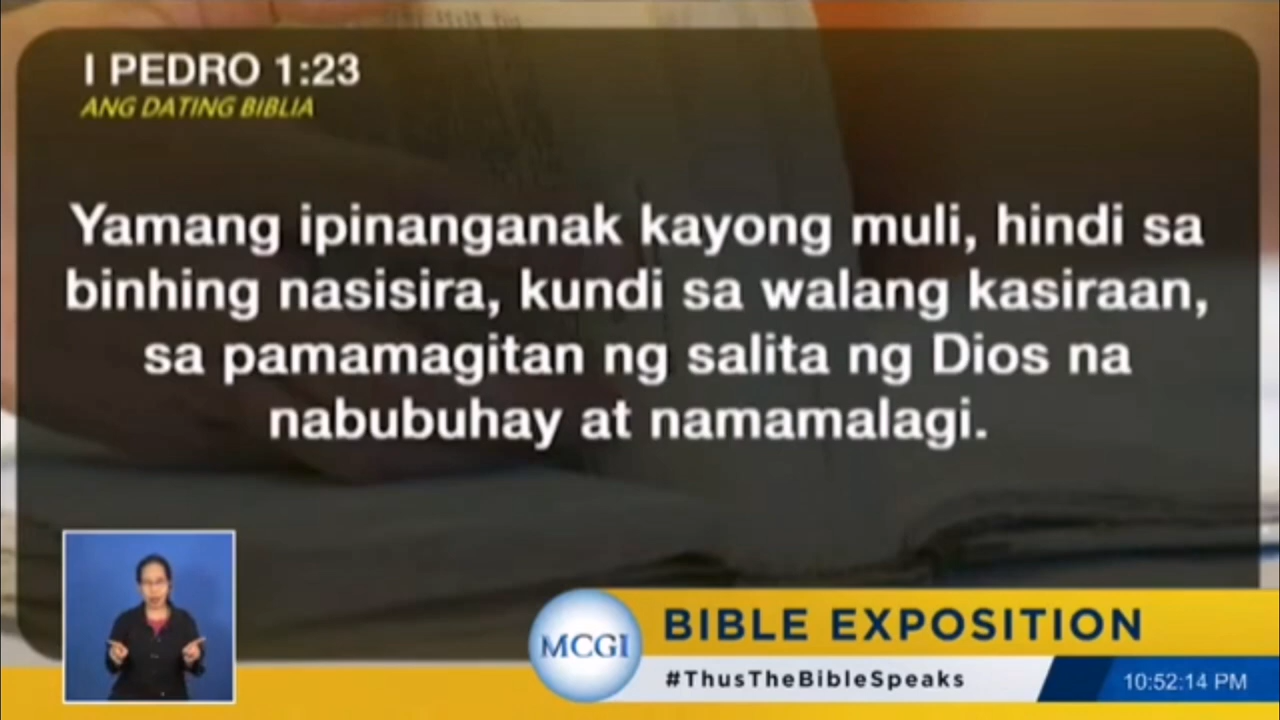 I PEDRO 1:23
ANG DATING BIBLIA
Yamang ipinanganak kayong muli, hindi sa
binhing nasisira, kundi sa walang kasiraan,
sa pamamagitan ng salita ng Dios na
nabubuhay at namamalagi.
MCGI
BIBLE EXPOSITION
#ThusTheBibleSpeaks
10:52:14 PM